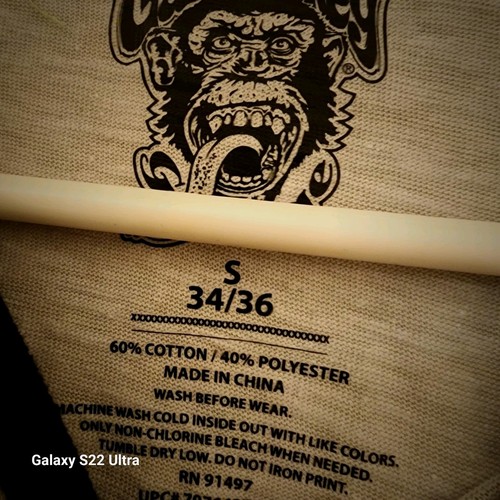 ®
S
34/36
XXXXXXXXXXXXXXXXXXXXXXXXXXXXXXXXXXXX
60% COTTON / 40% POLYESTER
MADE IN CHINA
WASH BEFORE WEAR.
MACHINE WASH COLD INSIDE OUT WITH LIKE COLORS.
ONLY NON-CHLORINE BLEACH WHEN NEEDED.
TUMBLE DRY LOW. DO NOT IRON PRINT.
RN 91497
UPC#
Galaxy S22 Ultra